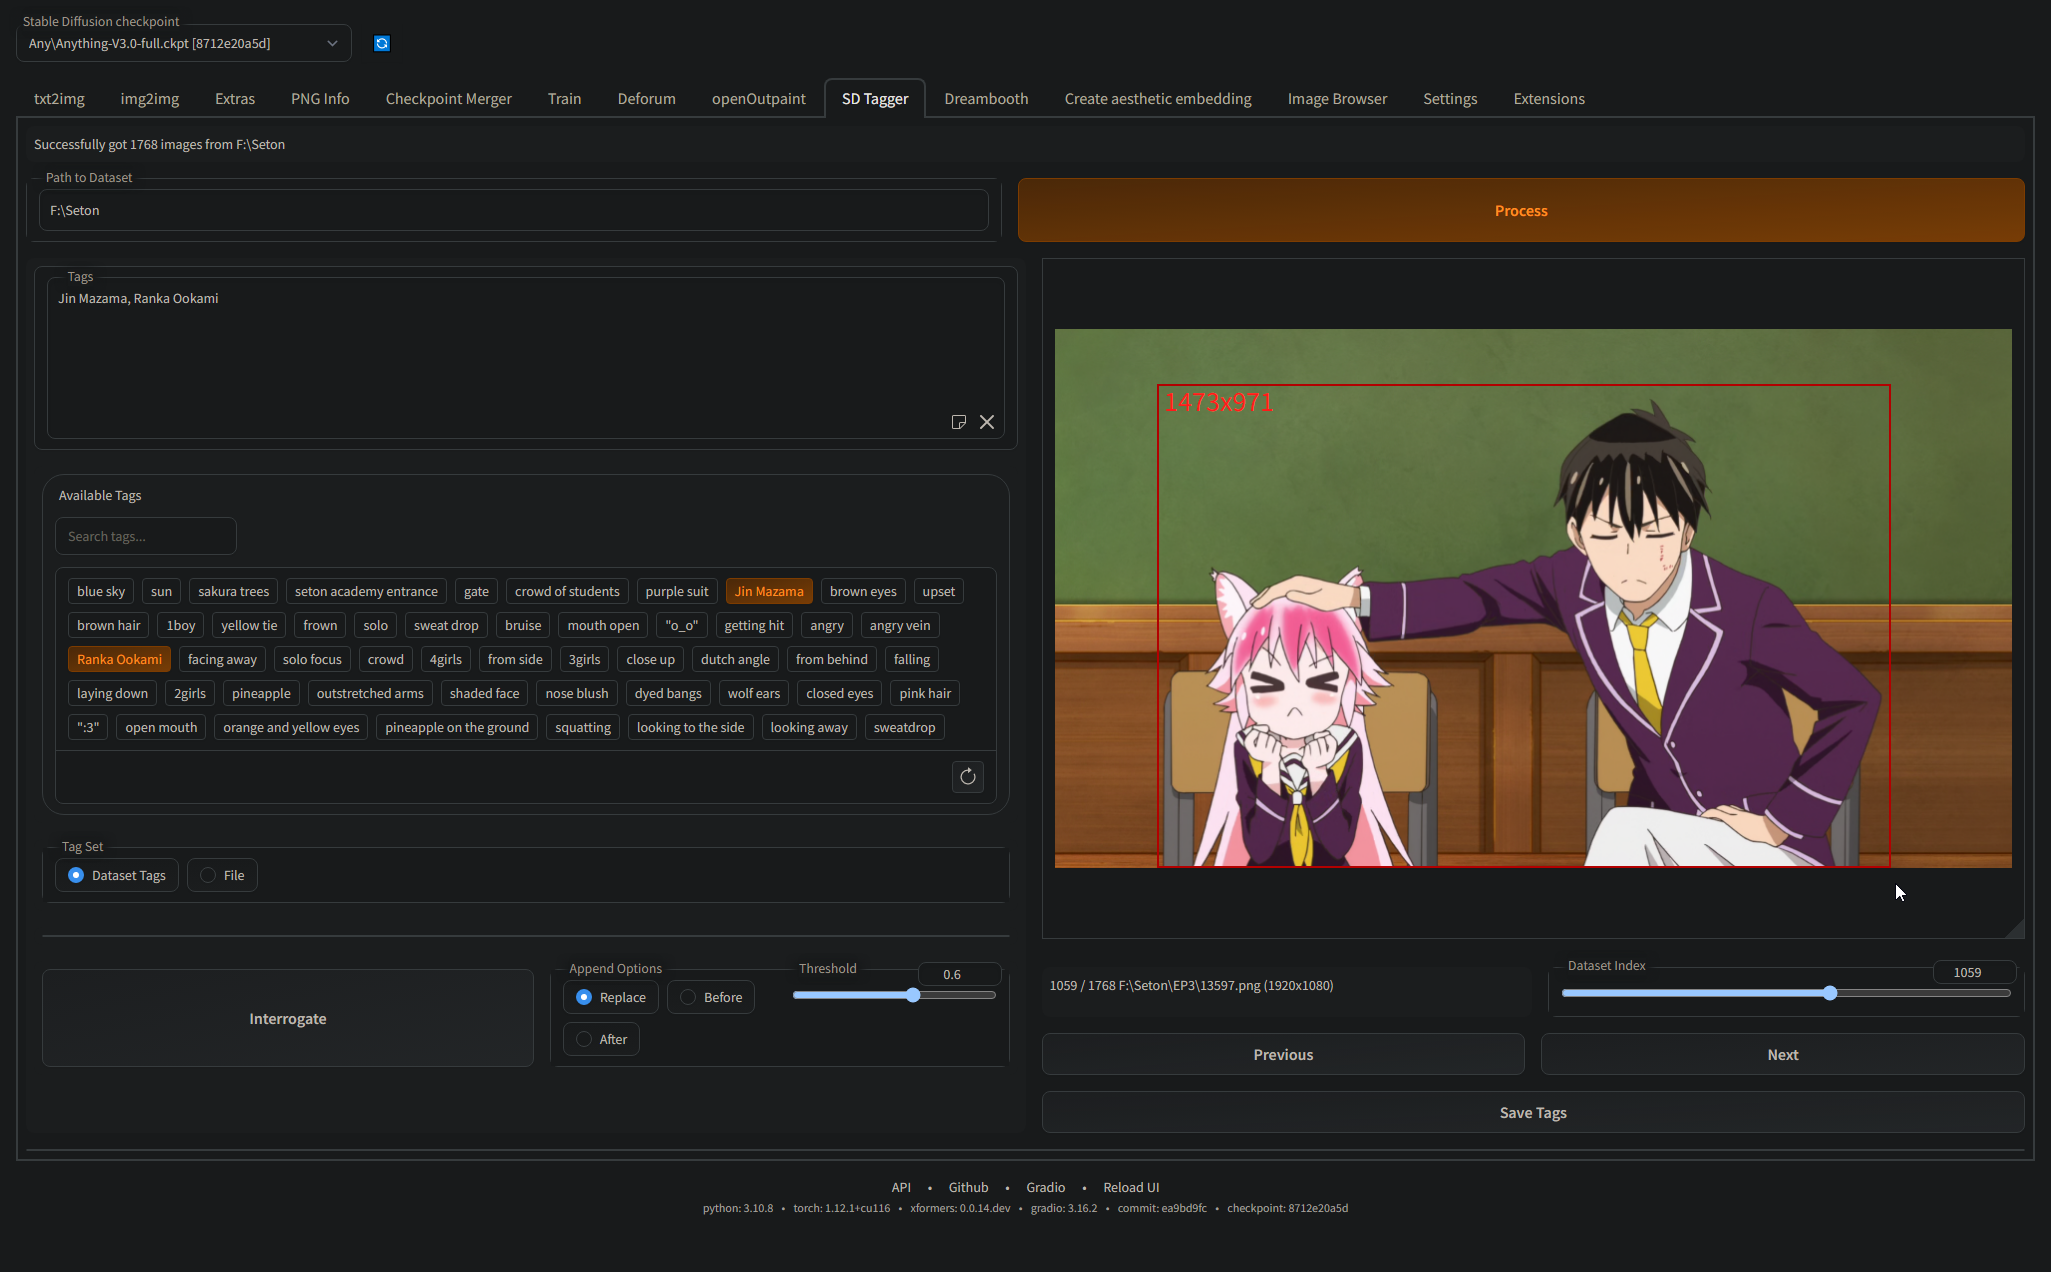 Stable Diffusion checkpoint
Any\Anything-V3.0-full.ckpt [8712e20a5d]
txt2img img2img Extras PNG Info Checkpoint Merger Train Deforum openOutpaint SD Tagger Dreambooth Create aesthetic embedding Image Browser Settings Extensions
Successfully got 1768 images from F:\Seton
Path to Dataset
F:\Seton
Process
Tags
Jin Mazama, Ranka Ookami
Available Tags
Search tags...
blue sky sun sakura trees seton academy entrance gate crowd of students purple suit Jin Mazama brown eyes upset
brown hair 1boy yellow tie frown solo sweat drop bruise mouth open "o_o" getting hit angry angry vein
Ranka Ookami facing away solo focus crowd 4girls from side 3girls close up dutch angle from behind falling
laying down 2girls pineapple outstretched arms shaded face nose blush dyed bangs wolf ears closed eyes pink hair
":3" open mouth orange and yellow eyes pineapple on the ground squatting looking to the side looking away sweatdrop
Tag Set
Dataset Tags File
Interrogate
Append Options
Replace Before
After
Threshold 0.6
1473x971
1059 / 1768 F:\Seton\EP3\13597.png (1920x1080)
Dataset Index 1059
Previous Next
Save Tags
API • Github • Gradio • Reload UI
python: 3.10.8 • torch: 1.12.1+cu116 • xformers: 0.0.14.dev • gradio: 3.16.2 • commit: ea9bd9fc • checkpoint: 8712e20a5d